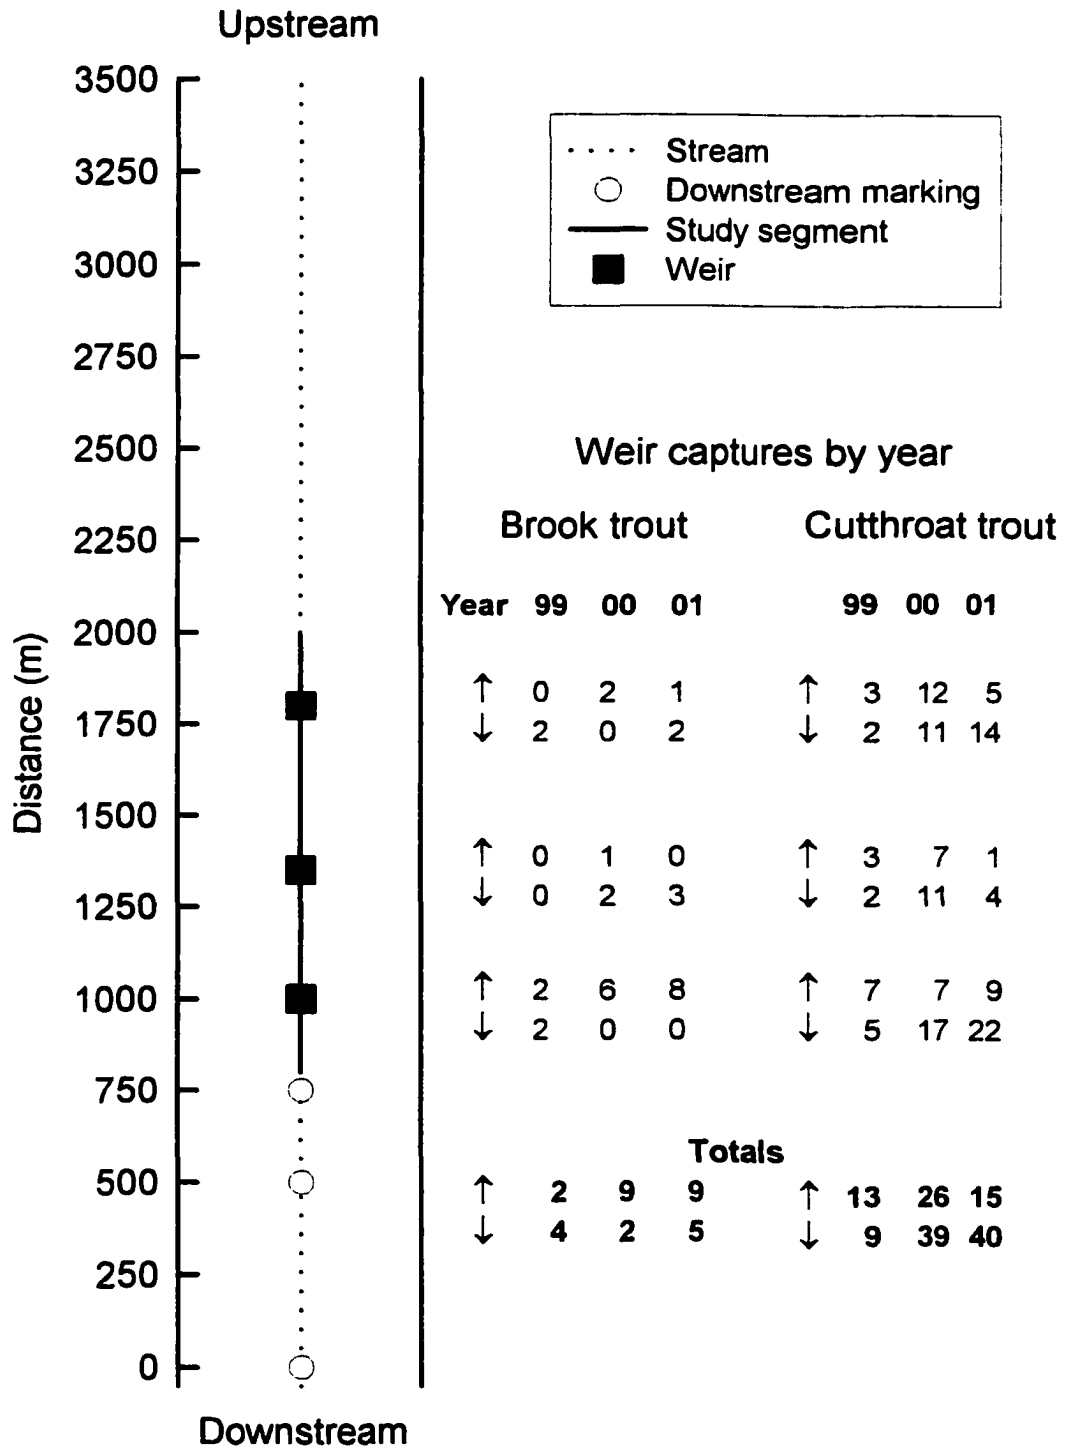 Upstream
3500
3250
3000
2750
2500
2250
2000
1750
1500
1250
1000
750
500
250
0
Distance (m)
Downstream
Stream
Downstream marking
Study segment
Weir
Weir captures by year
Brook trout Cutthroat trout
Year 99 00 01 99 00 01
↑ 0 2 1 ↑ 3 12 5
↓ 2 0 2 ↓ 2 11 14
↑ 0 1 0 ↑ 3 7 1
↓ 0 2 3 ↓ 2 11 4
↑ 2 6 8 ↑ 7 7 9
↓ 2 0 0 ↓ 5 17 22
Totals
↑ 2 9 9 ↑ 13 26 15
↓ 4 2 5 ↓ 9 39 40